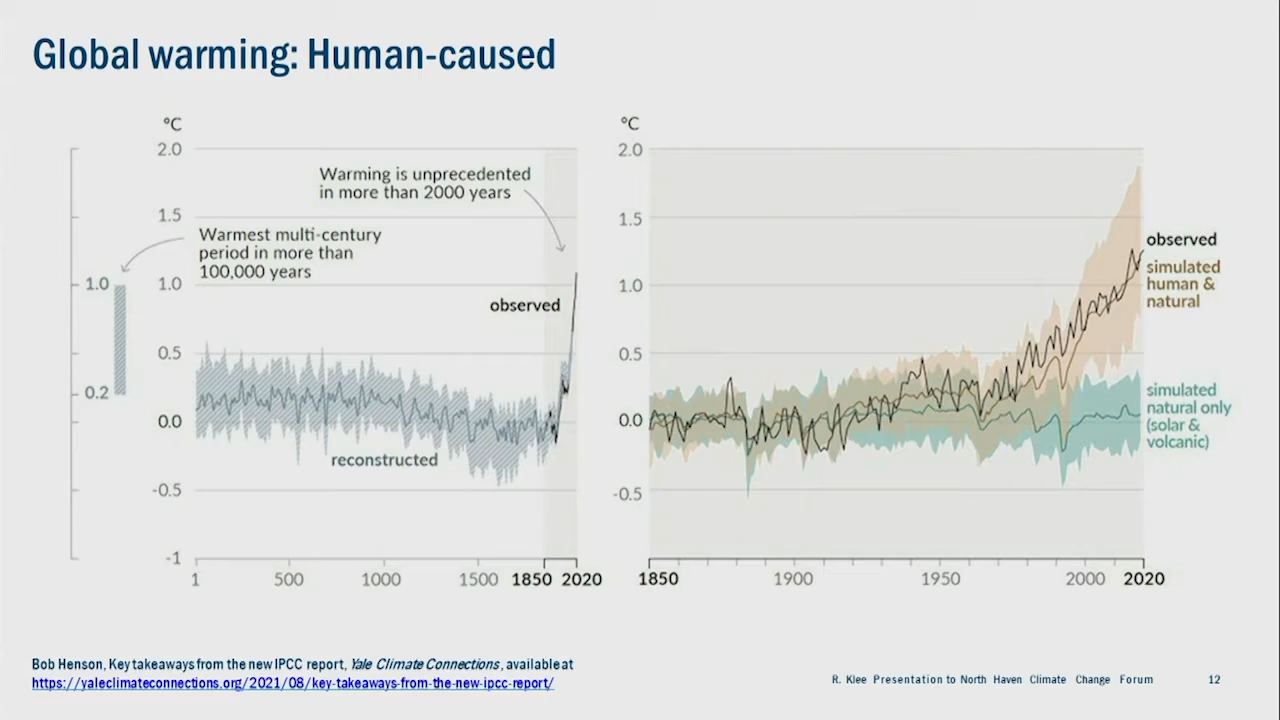 Global warming: Human-caused
°C
2.0
1.5
1.0
0.5
0.0
-0.5
-1
1.0
0.2
Warming is unprecedented
in more than 2000 years
Warmest multi-century
period in more than
100,000 years
observed
reconstructed
1
500
1000
1500
1850
2020
°C
2.0
1.5
1.0
0.5
0.0
-0.5
observed
simulated
human &
natural
simulated
natural only
(solar &
volcanic)
1850
1900
1950
2000
2020
Bob Henson, Key takeaways from the new IPCC report, Yale Climate Connections, available at
https://yaleclimateconnections.org/2021/08/key-takeaways-from-the-new-ipcc-report/
R. Klee Presentation to North Haven Climate Change Forum
12